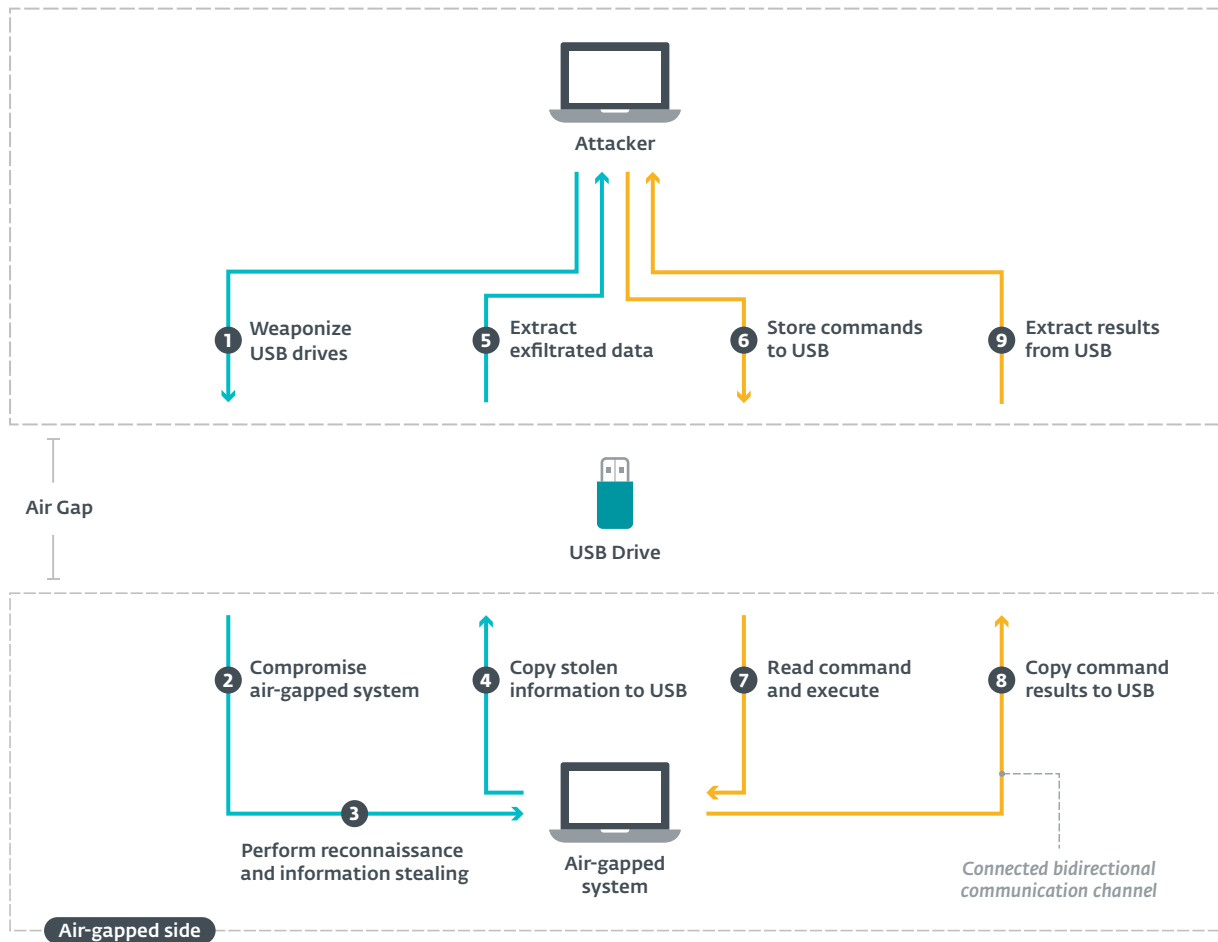 Attacker
1 Weaponize
USB drives
5 Extract
exfiltrated data
6 Store commands
to USB
9 Extract results
from USB
Air Gap
USB Drive
2 Compromise
air-gapped system
4 Copy stolen
information to USB
7 Read command
and execute
8 Copy command
results to USB
3
Perform reconnaissance
and information stealing
Air-gapped
system
Connected bidirectional
communication channel
Air-gapped side